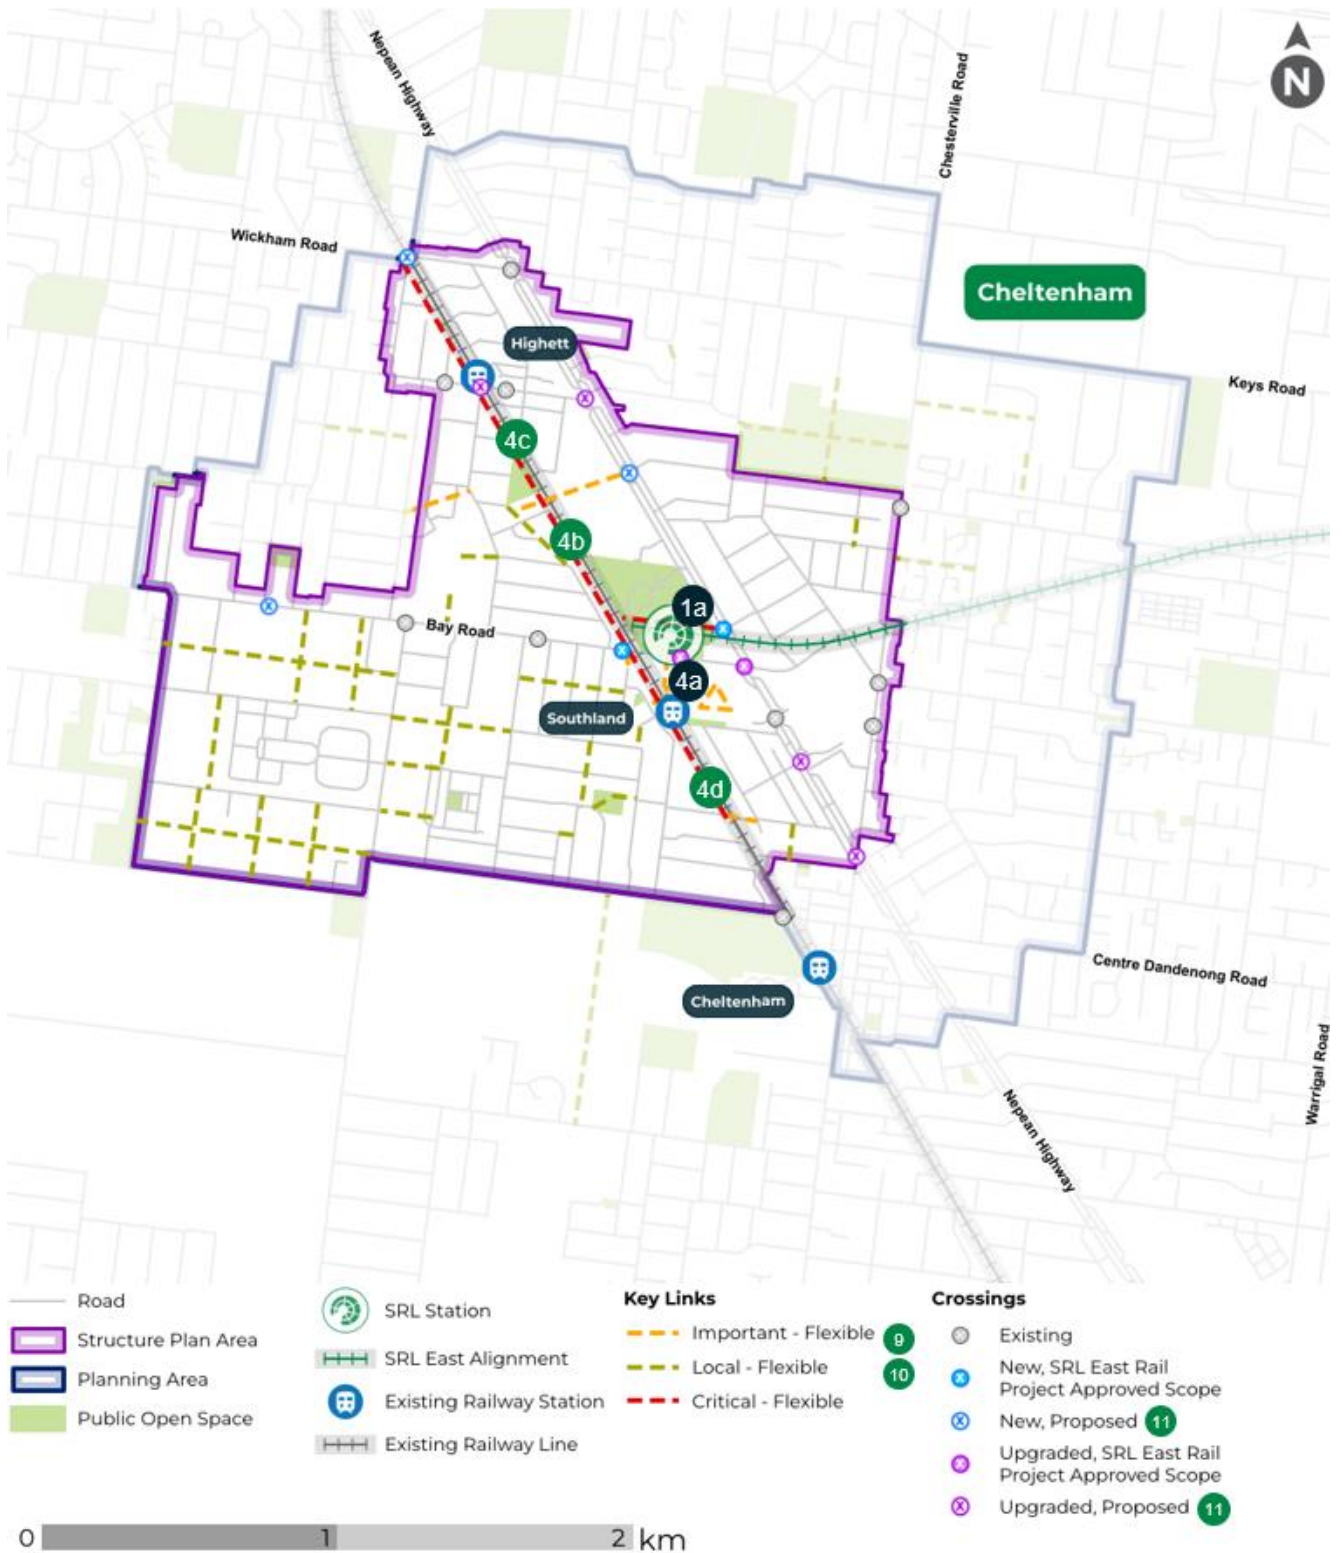 Nepean Highway
Chesterville Road
N
Wickham Road
Cheltenham
Highett
Keys Road
4c
4b
1a
Bay Road
4a
Southland
4d
Centre Dandenong Road
Cheltenham
Warrigal Road
Nepean Highway
Road
Structure Plan Area
Planning Area
Public Open Space
SRL Station
SRL East Alignment
Existing Railway Station
Existing Railway Line
Key Links
Important - Flexible 9
Local - Flexible 10
Critical - Flexible
Crossings
Existing
New, SRL East Rail
Project Approved Scope
New, Proposed 11
Upgraded, SRL East Rail
Project Approved Scope
Upgraded, Proposed 11
0 1 2 km